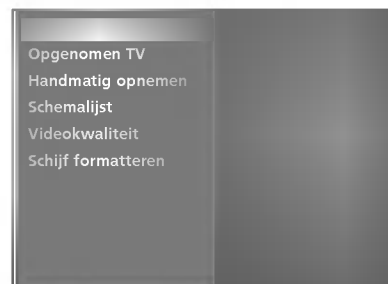 Opgenomen TV
Handmatig opnemen
Schemalijst
Videokwaliteit
Schijf formatteren